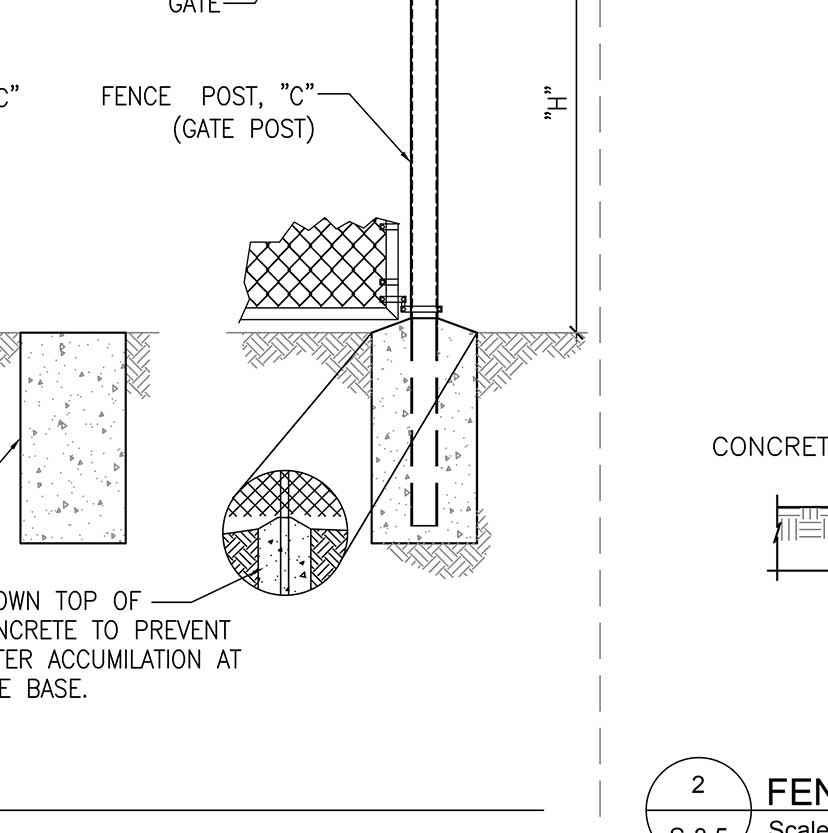 GATE
C"
FENCE POST, "C"
(GATE POST)
"H"
CONCRET
OWN TOP OF
NCRETE TO PREVENT
TER ACCUMILATION AT
E BASE.
2
FEN
Scale